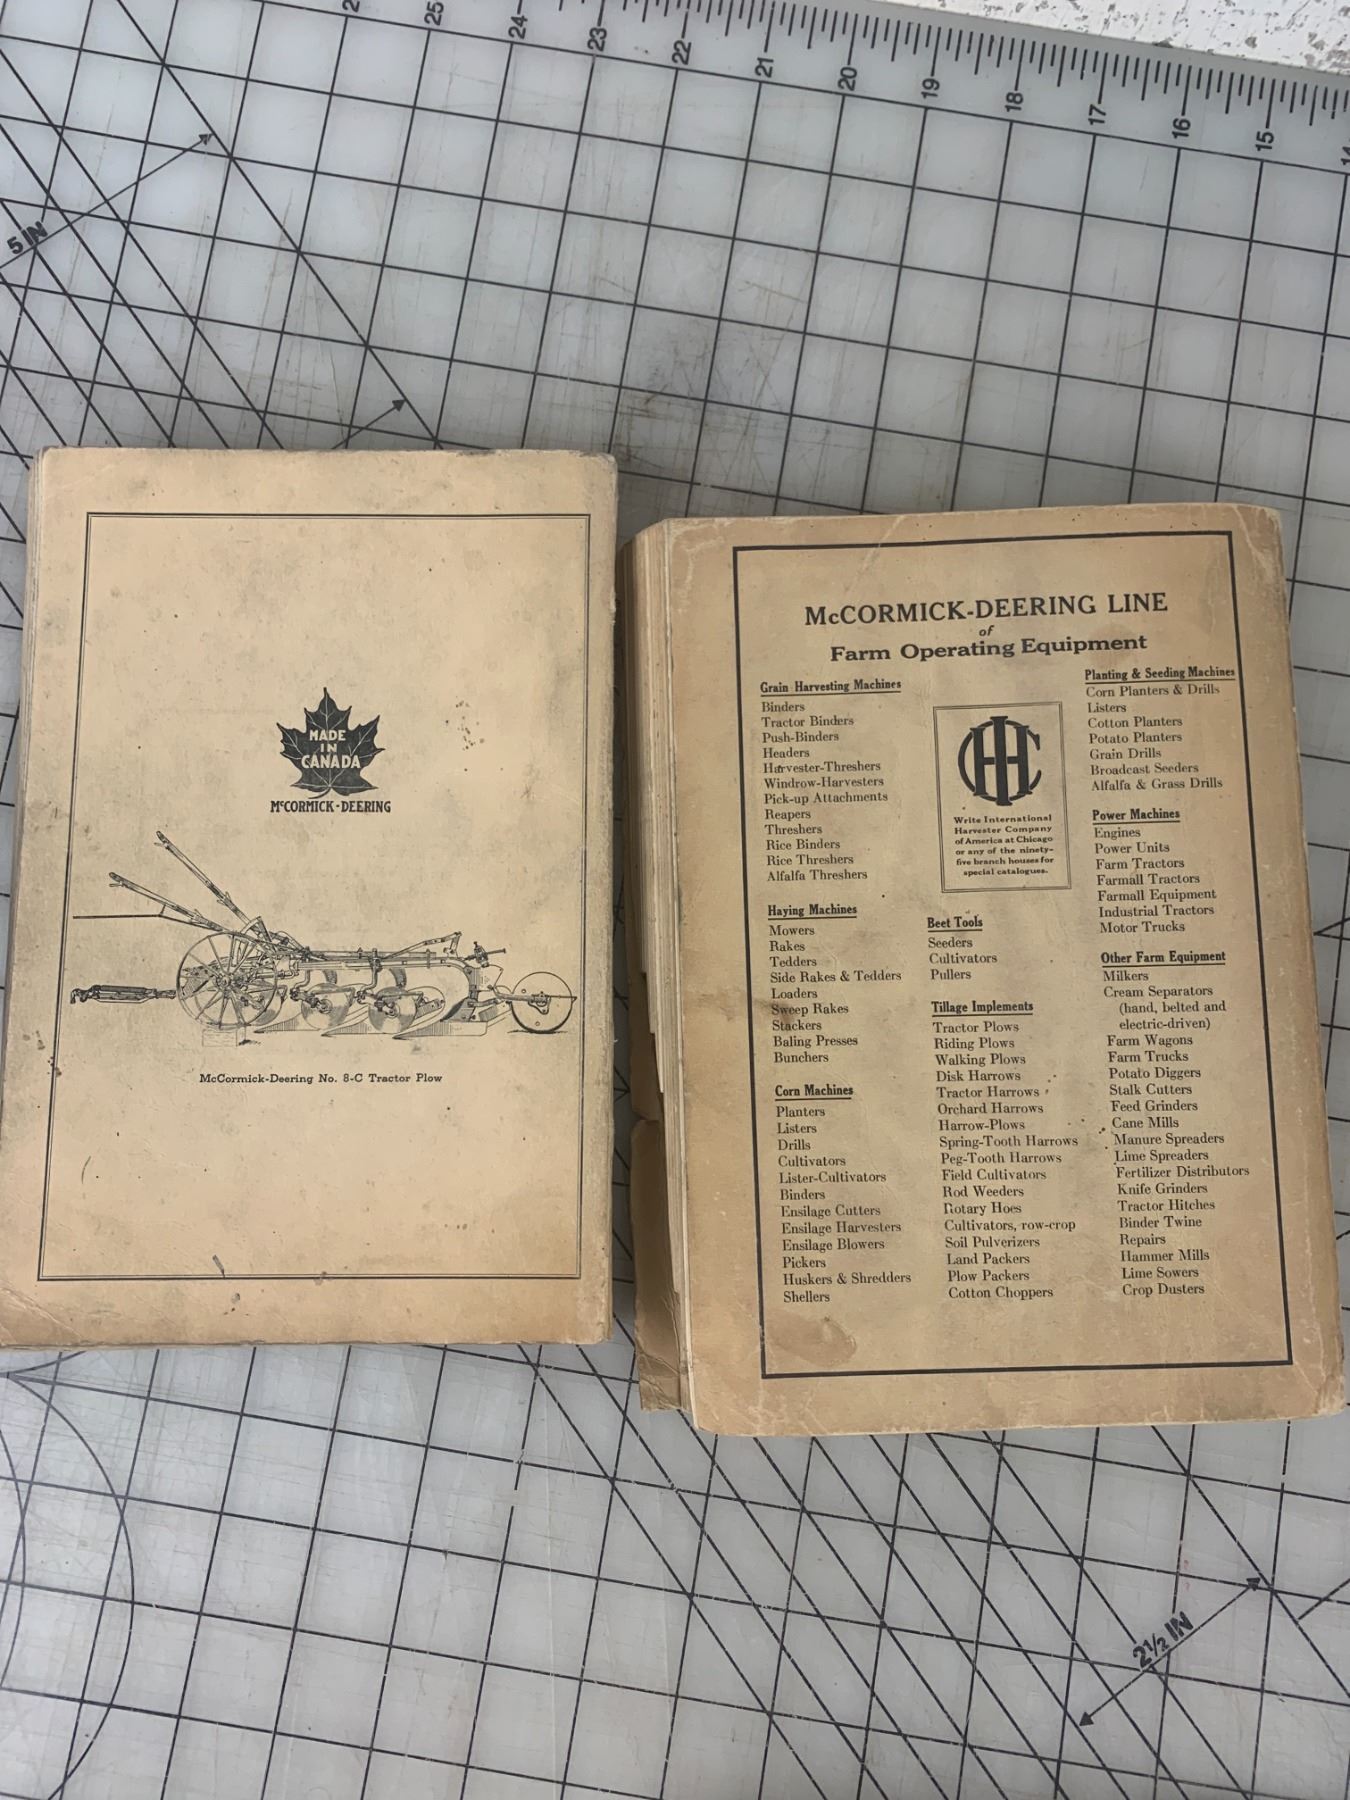 25
24
23
22
21
20
19
18
17
16
15
14
5 IN
MADE
IN
CANADA
McCORMICK-DEERING
McCormick-Deering No. 8-C Tractor Plow
McCORMICK-DEERING LINE
of
Farm Operating Equipment
Grain Harvesting Machines
Binders
Tractor Binders
Push-Binders
Headers
Harvester-Threshers
Windrow-Harvesters
Pick-up Attachments
Reapers
Threshers
Rice Binders
Rice Threshers
Alfalfa Threshers
Haying Machines
Mowers
Rakes
Tedders
Side Rakes & Tedders
Loaders
Sweep Rakes
Stackers
Baling Presses
Bunchers
Corn Machines
Planters
Listers
Drills
Cultivators
Lister-Cultivators
Binders
Ensilage Cutters
Ensilage Harvesters
Ensilage Blowers
Pickers
Huskers & Shredders
Shellers
IHC
Write International
Harvester Company
of America at Chicago
or any of the ninety-
five branch houses for
special catalogues.
Beet Tools
Seeders
Cultivators
Pullers
Tillage Implements
Tractor Plows
Riding Plows
Walking Plows
Disk Harrows
Tractor Harrows
Orchard Harrows
Harrow-Plows
Spring-Tooth Harrows
Peg-Tooth Harrows
Field Cultivators
Rod Weeders
Rotary Hoes
Cultivators, row-crop
Soil Pulverizers
Land Packers
Plow Packers
Cotton Choppers
Planting & Seeding Machines
Corn Planters & Drills
Listers
Cotton Planters
Potato Planters
Grain Drills
Broadcast Seeders
Alfalfa & Grass Drills
Power Machines
Engines
Power Units
Farm Tractors
Farmall Tractors
Farmall Equipment
Industrial Tractors
Motor Trucks
Other Farm Equipment
Milkers
Cream Separators
(hand, belted and
electric-driven)
Farm Wagons
Farm Trucks
Potato Diggers
Stalk Cutters
Feed Grinders
Cane Mills
Manure Spreaders
Lime Spreaders
Fertilizer Distributors
Knife Grinders
Tractor Hitches
Binder Twine
Repairs
Hammer Mills
Lime Sowers
Crop Dusters
2½ IN